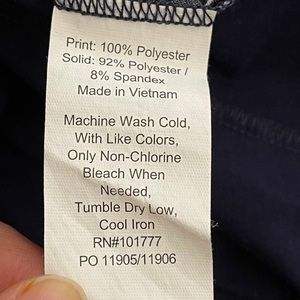 Print: 100% Polyester
Solid: 92% Polyester /
8% Spandex
Made in Vietnam
Machine Wash Cold,
With Like Colors,
Only Non-Chlorine
Bleach When
Needed,
Tumble Dry Low,
Cool Iron
RN#101777
PO 11905/11906